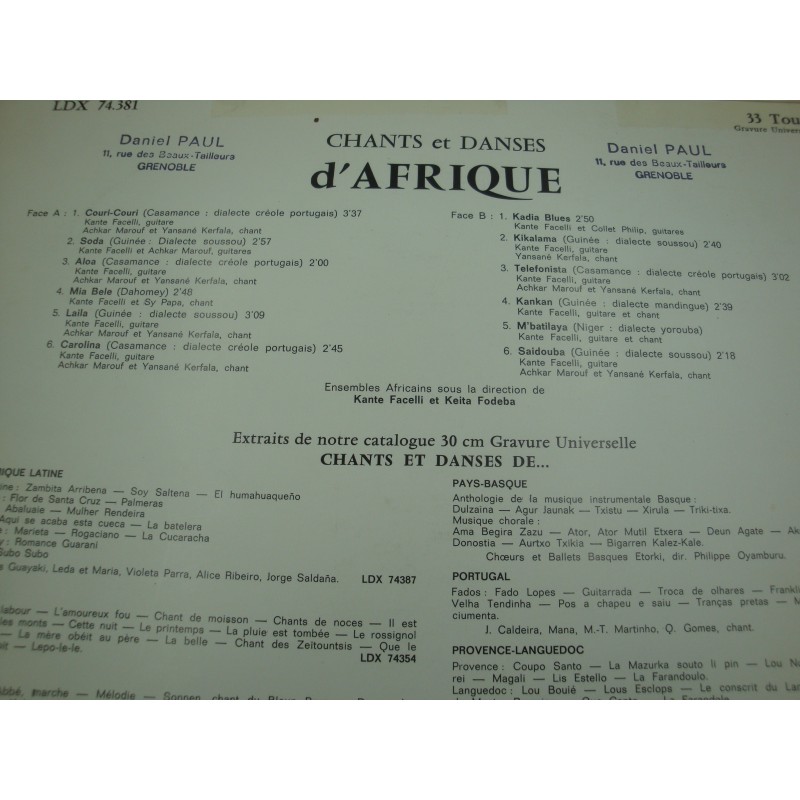 LDX 74.381
33 Tou
Gravure Univers
Daniel PAUL
11, rue des Beaux-Tailleurs
GRENOBLE
CHANTS et DANSES
d'AFRIQUE
Daniel PAUL
11, rue des Beaux-Tailleurs
GRENOBLE
Face A : 1. Couri-Couri (Casamance : dialecte créole portugais) 3'37
Kante Facelli, guitare
Achkar Marouf et Yansané Kerfala, chant
2. Soda (Guinée : Dialecte soussou) 2'57
Kante Facelli et Achkar Marouf, guitares
3. Aloa (Casamance : dialecte créole portugais) 2'00
Kante Facelli, guitare
Achkar Marouf et Yansané Kerfala, chant
4. Mia Bele (Dahomey) 2'48
Kante Facelli et Sy Papa, chant
5. Laila (Guinée : dialecte soussou) 3'09
Kante Facelli, guitare
Achkar Marouf et Yansané Kerfala, chant
6. Carolina (Casamance : dialecte créole portugais) 2'45
Kante Facelli, guitare
Achkar Marouf et Yansané Kerfala, chant
Face B : 1. Kadia Blues 2'50
Kante Facelli et Collet Philip, guitares
2. Kikalama (Guinée : dialecte soussou) 2'40
Kante Facelli, guitare
Yansané Kerfala, chant
3. Telefonista (Casamance : dialecte créole portugais) 3'02
Kante Facelli, guitare
Achkar Marouf et Yansané Kerfala, chant
4. Kankan (Guinée : dialecte mandingue) 2'39
Kante Facelli, guitare et chant
5. M'batilaya (Niger : dialecte yorouba)
Kante Facelli, guitare et chant
6. Saidouba (Guinée : dialecte soussou) 2'18
Kante Facelli, guitare
Achkar Marouf et Yansané Kerfala, chant
Ensembles Africains sous la direction de
Kante Facelli et Keita Fodeba
Extraits de notre catalogue 30 cm Gravure Universelle
CHANTS ET DANSES DE...
RIQUE LATINE
ine : Zambita Arribena — Soy Saltena — El humahuaqueño
: Flor de Santa Cruz — Palmeras
Abaluaie — Mulher Rendeira
Aqui se acaba esta cueca — La batelera
: Marieta — Rogaciano — La Cucaracha
y : Romance Guarani
Subo Subo
s Guayaki, Leda et Maria, Violeta Parra, Alice Ribeiro, Jorge Saldaña. LDX 74387
labour — L'amoureux fou — Chant de moisson — Chants de noces — Il est
les monts — Cette nuit — Le printemps — La pluie est tombée — Le rossignol
— La mère obéit au père — La belle — Chant des Zeitountsis — Que le
it — Lepo-le-le. LDX 74354
bbé, marche — Mélodie —
PAYS-BASQUE
Anthologie de la musique instrumentale Basque :
Dulzaina — Agur Jaunak — Txistu — Xirula — Triki-tixa.
Musique chorale :
Ama Begira Zazu — Ator, Ator Mutil Etxera — Deun Agate — Ak
Donostia — Aurtxo Txikia — Bigarren Kalez-Kale.
Chœurs et Ballets Basques Etorki, dir. Philippe Oyamburu.
PORTUGAL
Fados : Fado Lopes — Guitarrada — Troca de olhares — Frankli
Velha Tendinha — Pos a chapeu e saiu — Tranças pretas — M
ciumenta.
J. Caldeira, Mana, M.-T. Martinho, Q. Gomes, chant.
PROVENCE-LANGUEDOC
Provence : Coupo Santo — La Mazurka souto li pin — Lou No
rei — Magali — Lis Estello — La Farandoulo.
Languedoc : Lou Bouié — Lous Esclops — Le conscrit du Lan